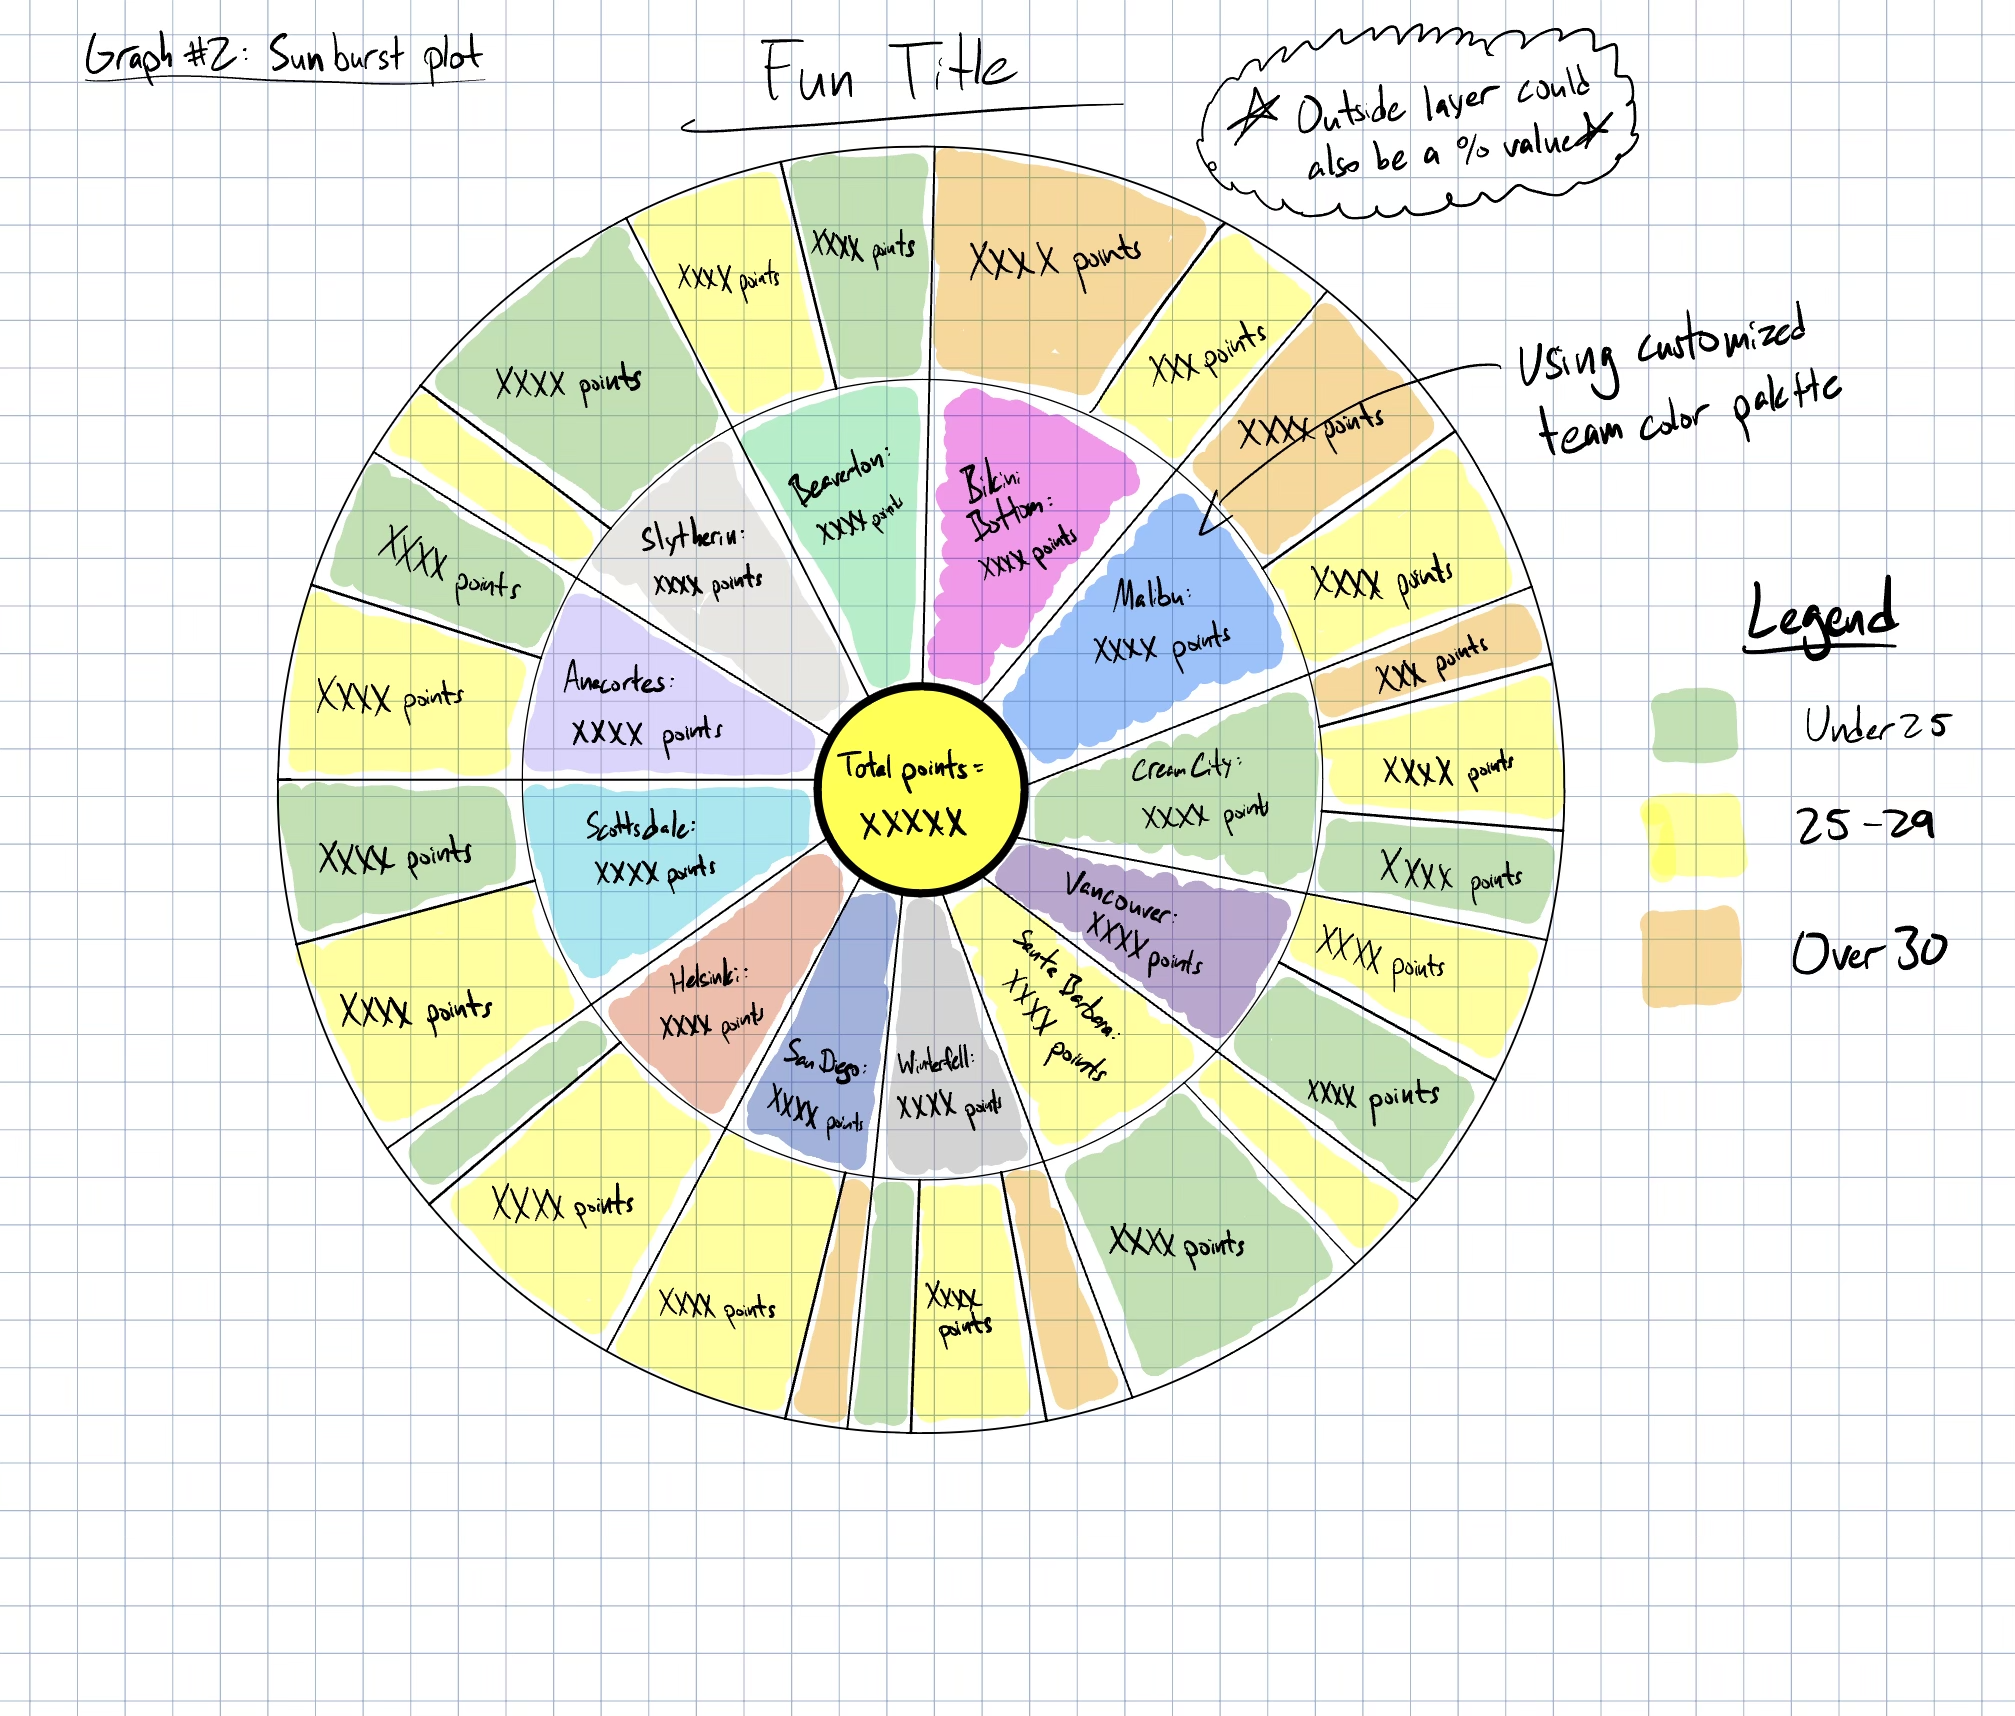 Graph #2: Sunburst plot
Fun Title
☆ Outside layer could
also be a % value ☆
Using customized
team color palette
XXXX points
XXXX points
XXXX points
XXX points
XXXX points
XXXX points
XXX points
XXXX points
XXXX points
XXXX points
XXXX points
XXXX points
XXXX points
XXXX points
XXXX points
XXXX points
XXXX points
XXXX points
XXXX points
XXXX points
Beaverton:
XXXX points
Bikini
Bottom:
XXXX points
Malibu:
XXXX points
Cream City:
XXXX points
Vancouver:
XXXX points
Santa Barbara:
XXXX points
Winterfell:
XXXX points
San Diego:
XXXX points
Helsinki:
XXXX points
Scottsdale:
XXXX points
Anacortes:
XXXX points
Slytherin:
XXXX points
Total points =
XXXXX
Legend
Under 25
25-29
Over 30